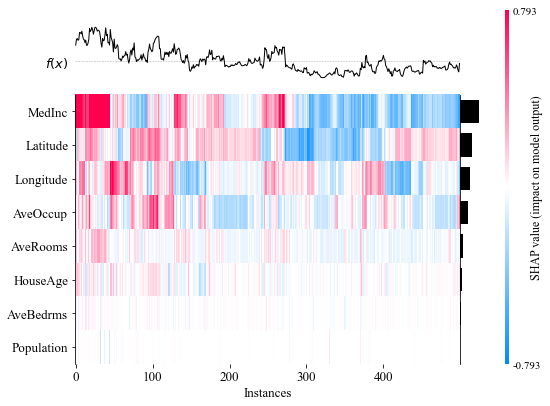 0.793
f(x)
MedInc
Latitude
Longitude
AveOccup
AveRooms
HouseAge
AveBedrms
Population
0 100 200 300 400
Instances
-0.793
SHAP value (impact on model output)